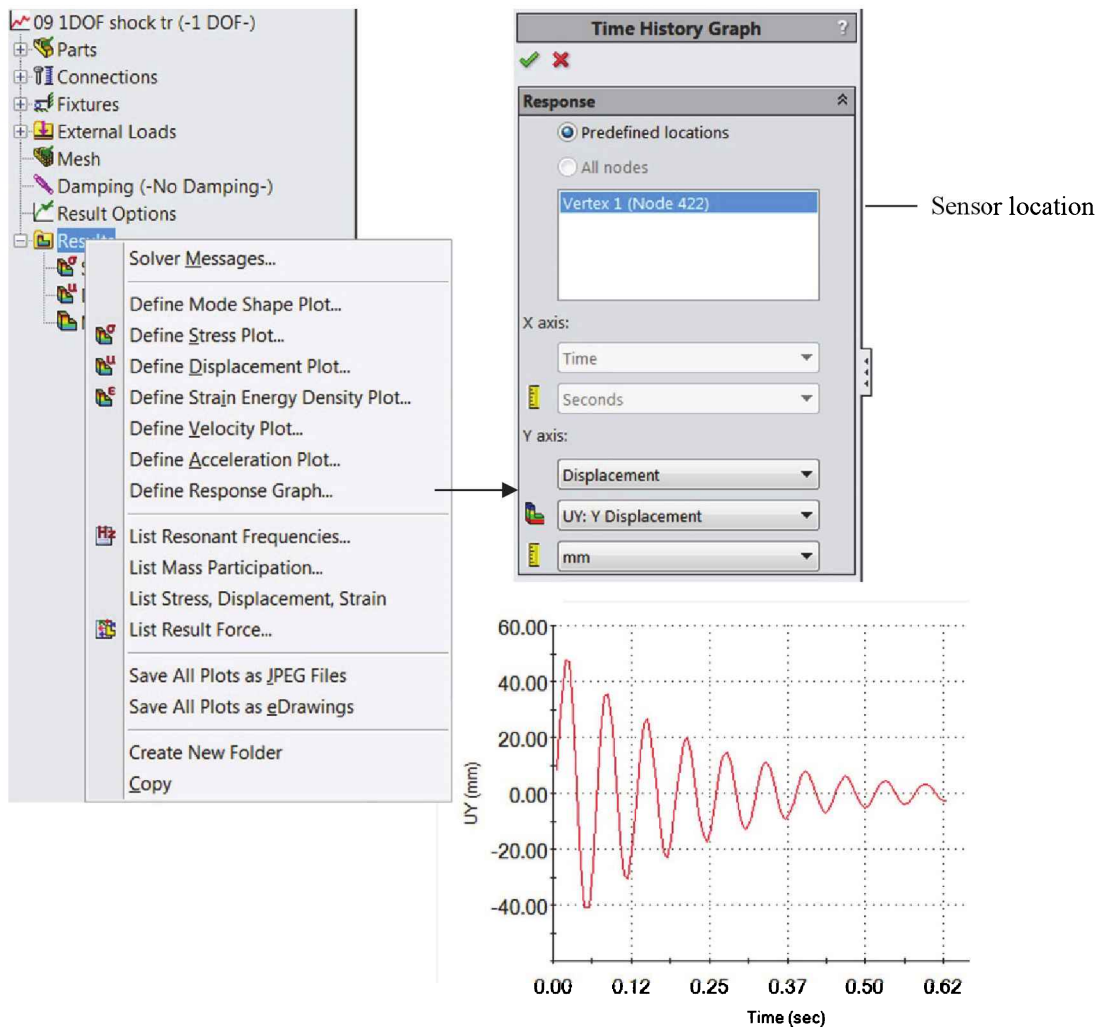 09 1DOF shock tr (-1 DOF-)
Parts
Connections
Fixtures
External Loads
Mesh
Damping (-No Damping-)
Result Options
Results
Solver Messages...
Define Mode Shape Plot...
Define Stress Plot...
Define Displacement Plot...
Define Strain Energy Density Plot...
Define Velocity Plot...
Define Acceleration Plot...
Define Response Graph...
List Resonant Frequencies...
List Mass Participation...
List Stress, Displacement, Strain
List Result Force...
Save All Plots as JPEG Files
Save All Plots as eDrawings
Create New Folder
Copy
Time History Graph ?
Response
Predefined locations
All nodes
Vertex 1 (Node 422)
Sensor location
X axis:
Time
Seconds
Y axis:
Displacement
UY: Y Displacement
mm
60.00
40.00
20.00
0.00
-20.00
-40.00
UY (mm)
0.00 0.12 0.25 0.37 0.50 0.62
Time (sec)